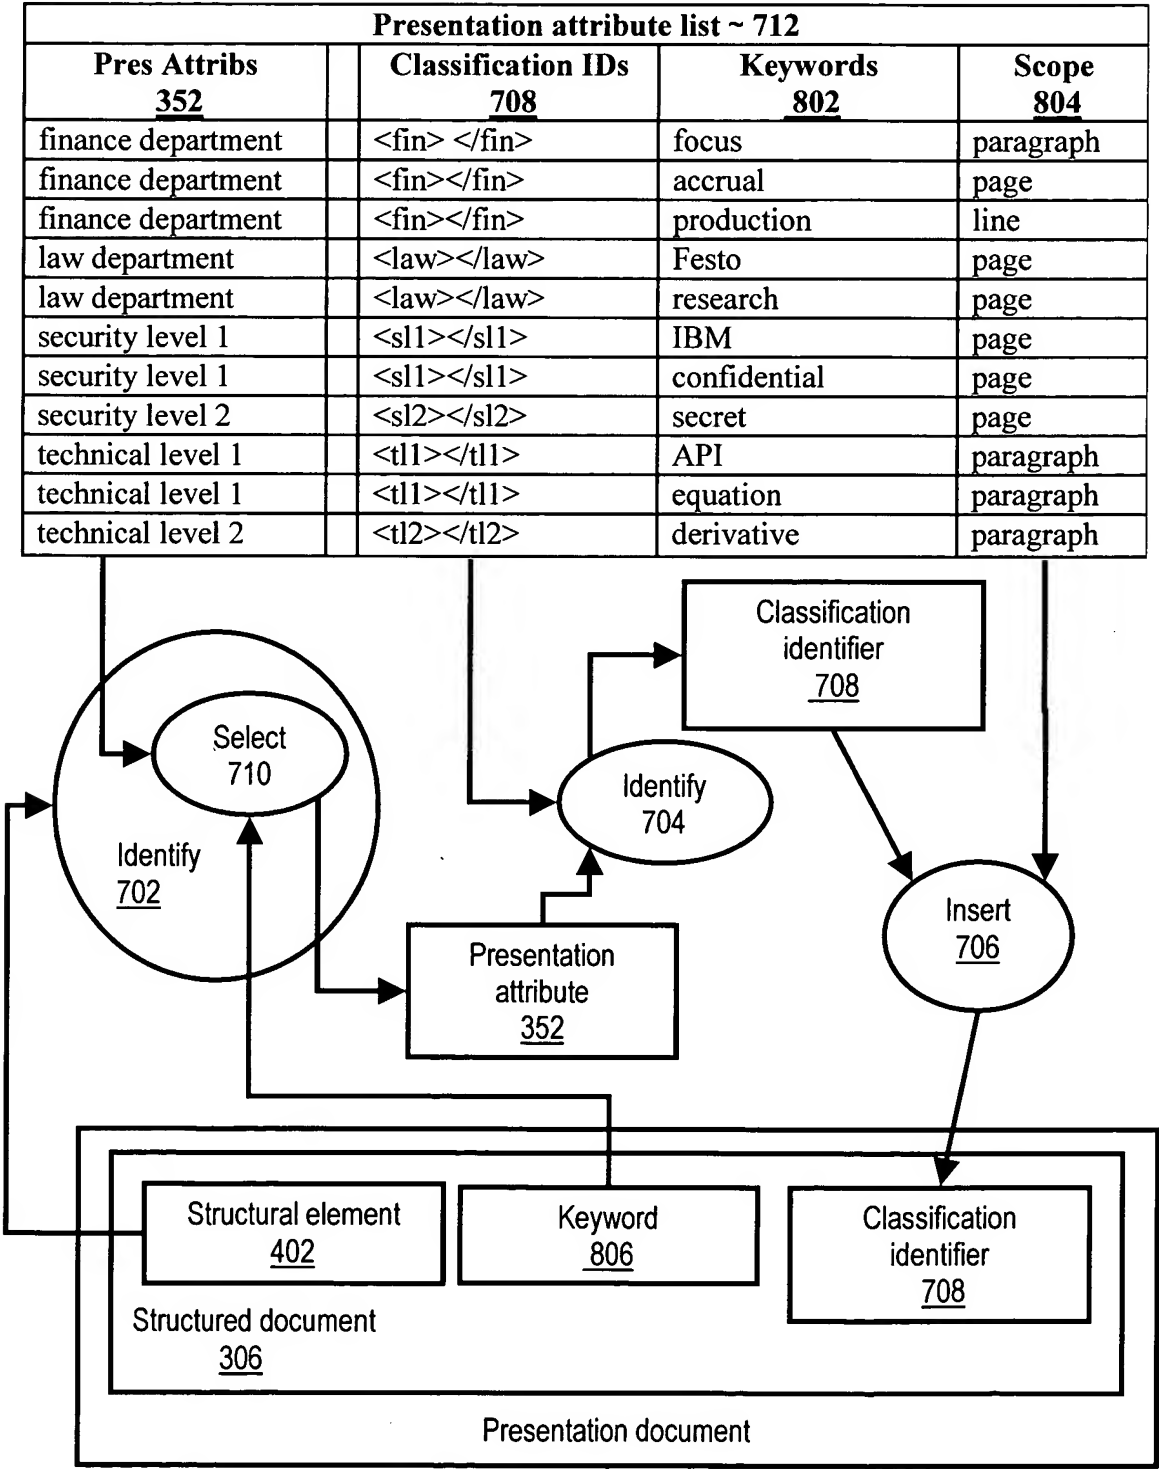 Presentation attribute list ~ 712
Pres Attribs Classification IDs Keywords Scope
352 708 802 804
finance department <fin> </fin> focus paragraph
finance department <fin></fin> accrual page
finance department <fin></fin> production line
law department <law></law> Festo page
law department <law></law> research page
security level 1 <sl1></sl1> IBM page
security level 1 <sl1></sl1> confidential page
security level 2 <sl2></sl2> secret page
technical level 1 <tl1></tl1> API paragraph
technical level 1 <tl1></tl1> equation paragraph
technical level 2 <tl2></tl2> derivative paragraph
Classification
identifier
708
Select
710
Identify
704
Identify
702
Insert
706
Presentation
attribute
352
Structural element
402
Keyword
806
Classification
identifier
708
Structured document
306
Presentation document